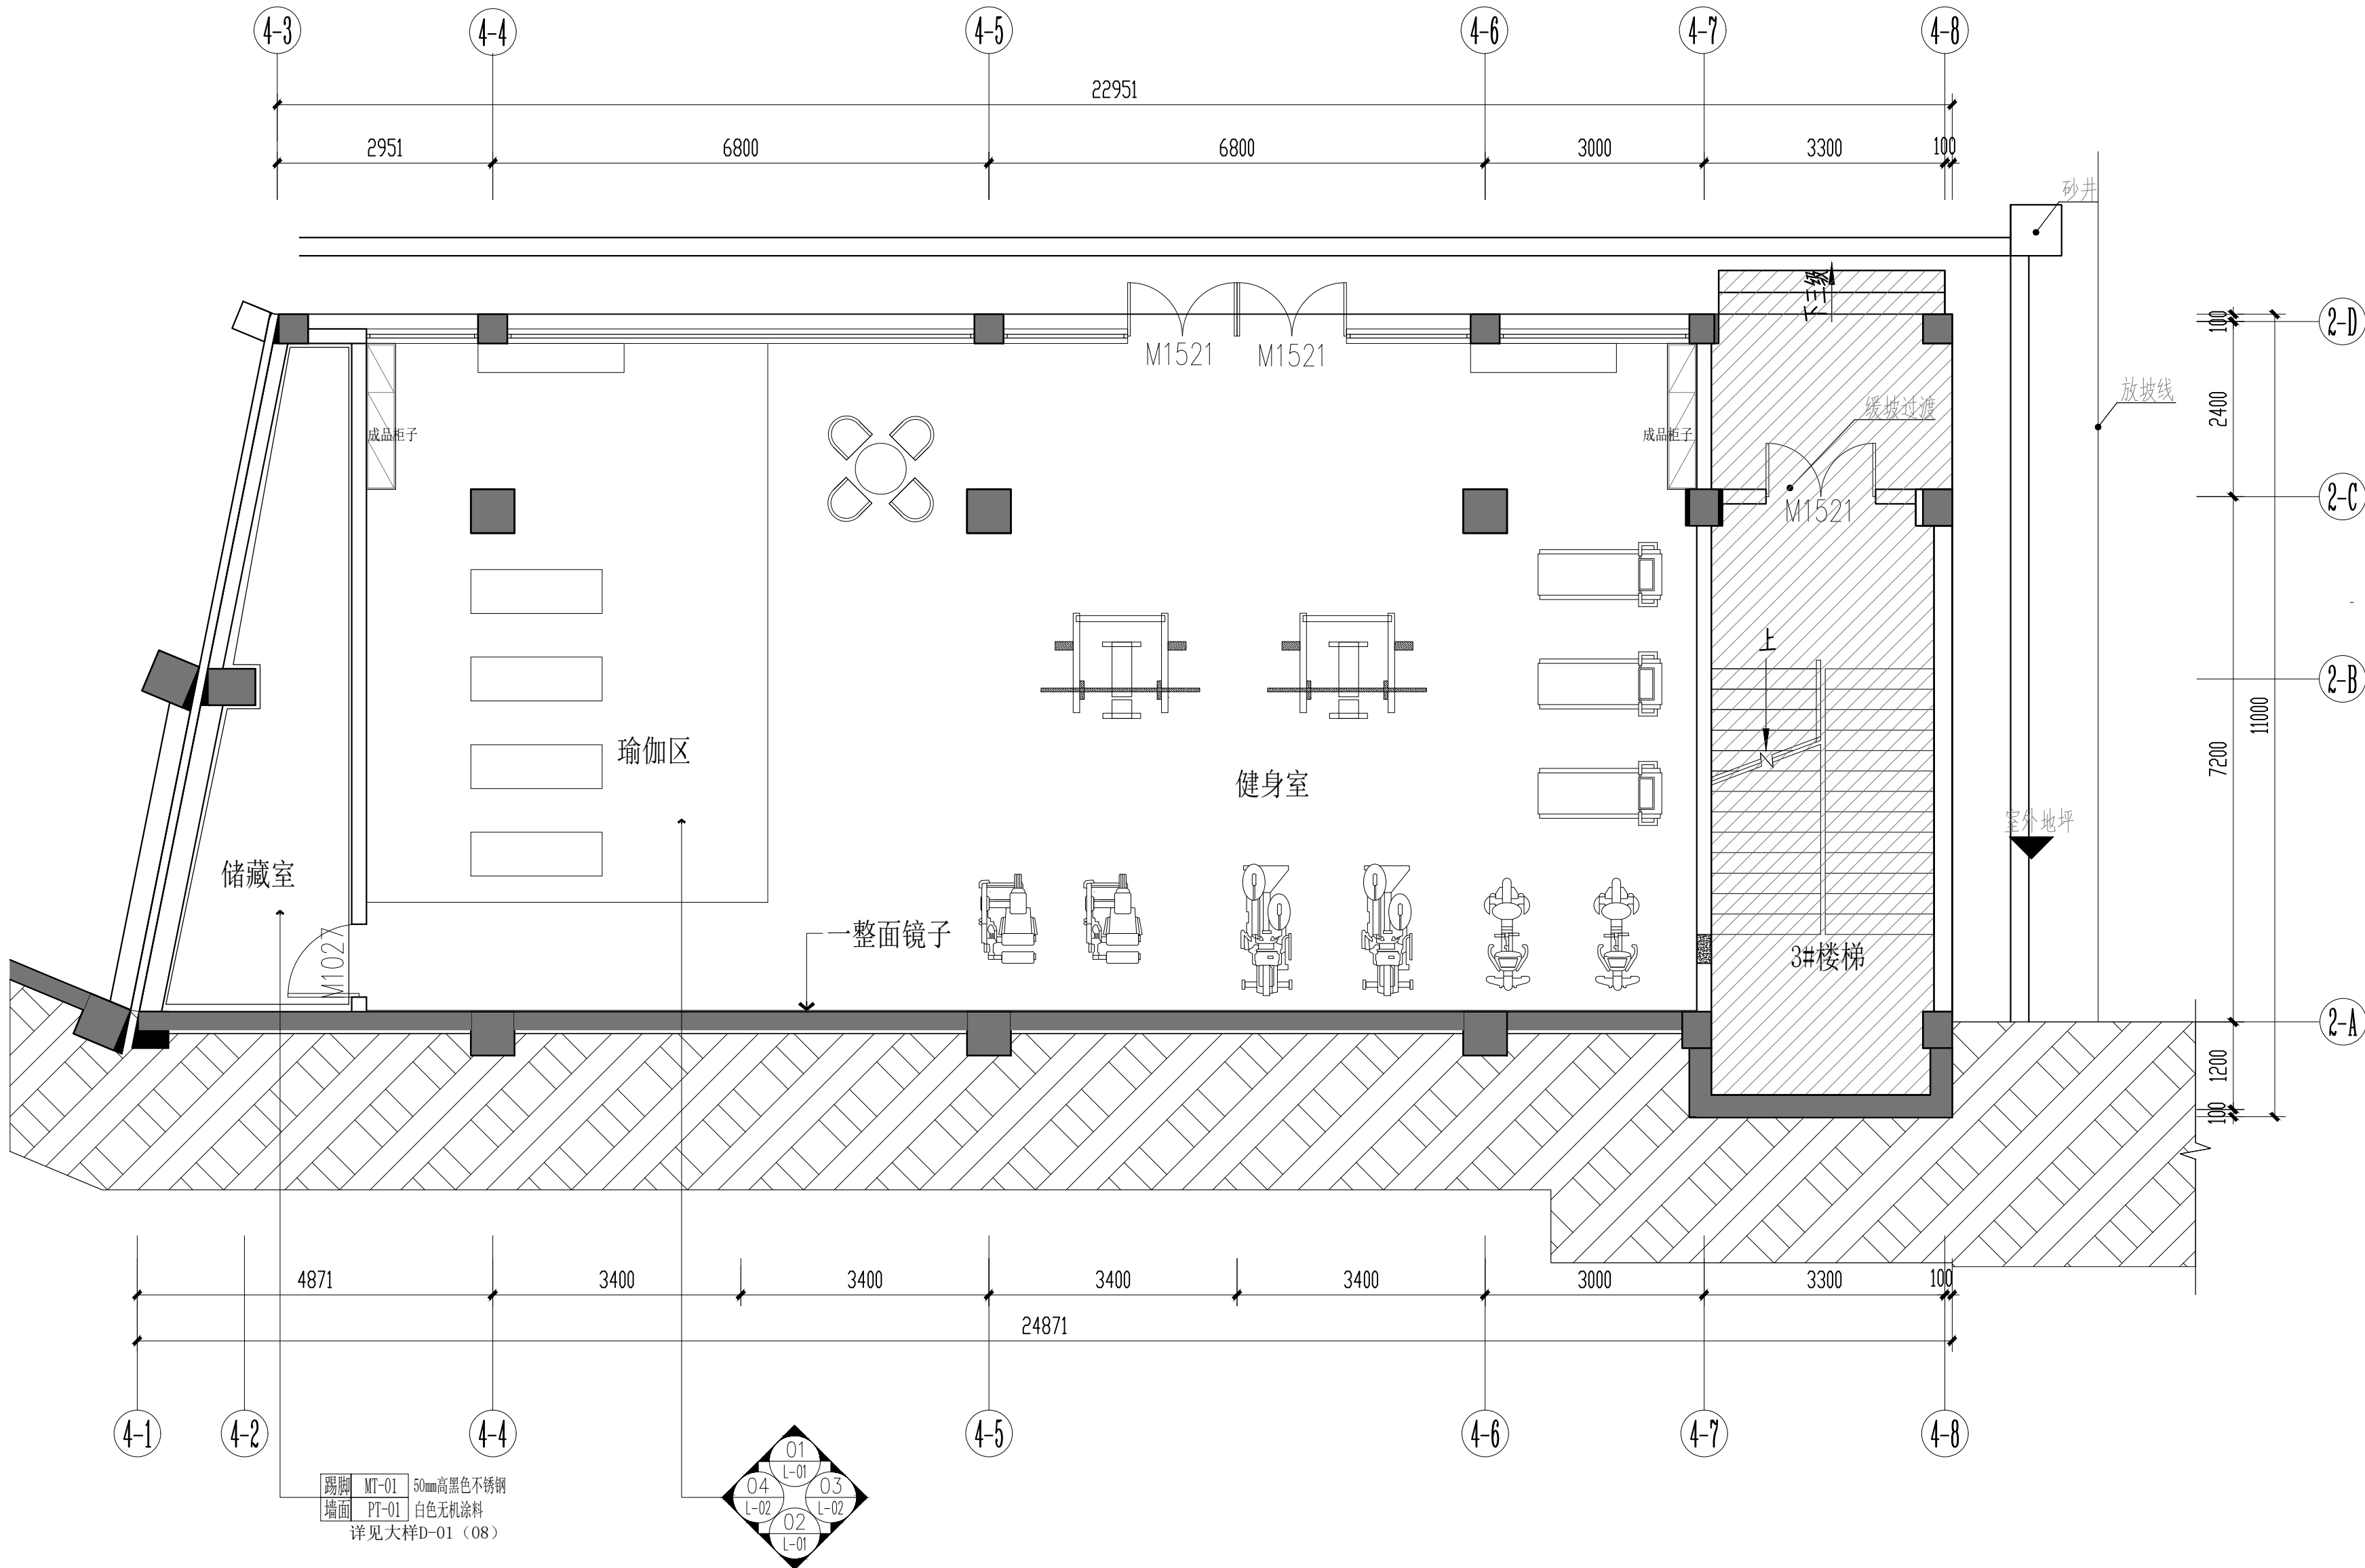 4-3
4-4
4-5
4-6
4-7
4-8
22951
2951
6800
6800
3000
3300
100
砂井
下三级
2-D
100
M1521
M1521
放坡线
缓坡过渡
2400
成品柜子
成品柜子
2-C
M1521
上
2-B
11000
瑜伽区
7200
健身室
室外地坪
储藏室
一整面镜子
M1027
3#楼梯
2-A
1200
100
4871
3400
3400
3400
3400
3000
3300
100
24871
4-1
4-2
4-4
4-5
4-6
4-7
4-8
01
L-01
04
L-02
03
L-02
02
L-01
踢脚 MT-01 50mm高黑色不锈钢
墙面 PT-01 白色无机涂料
详见大样D-01（08）